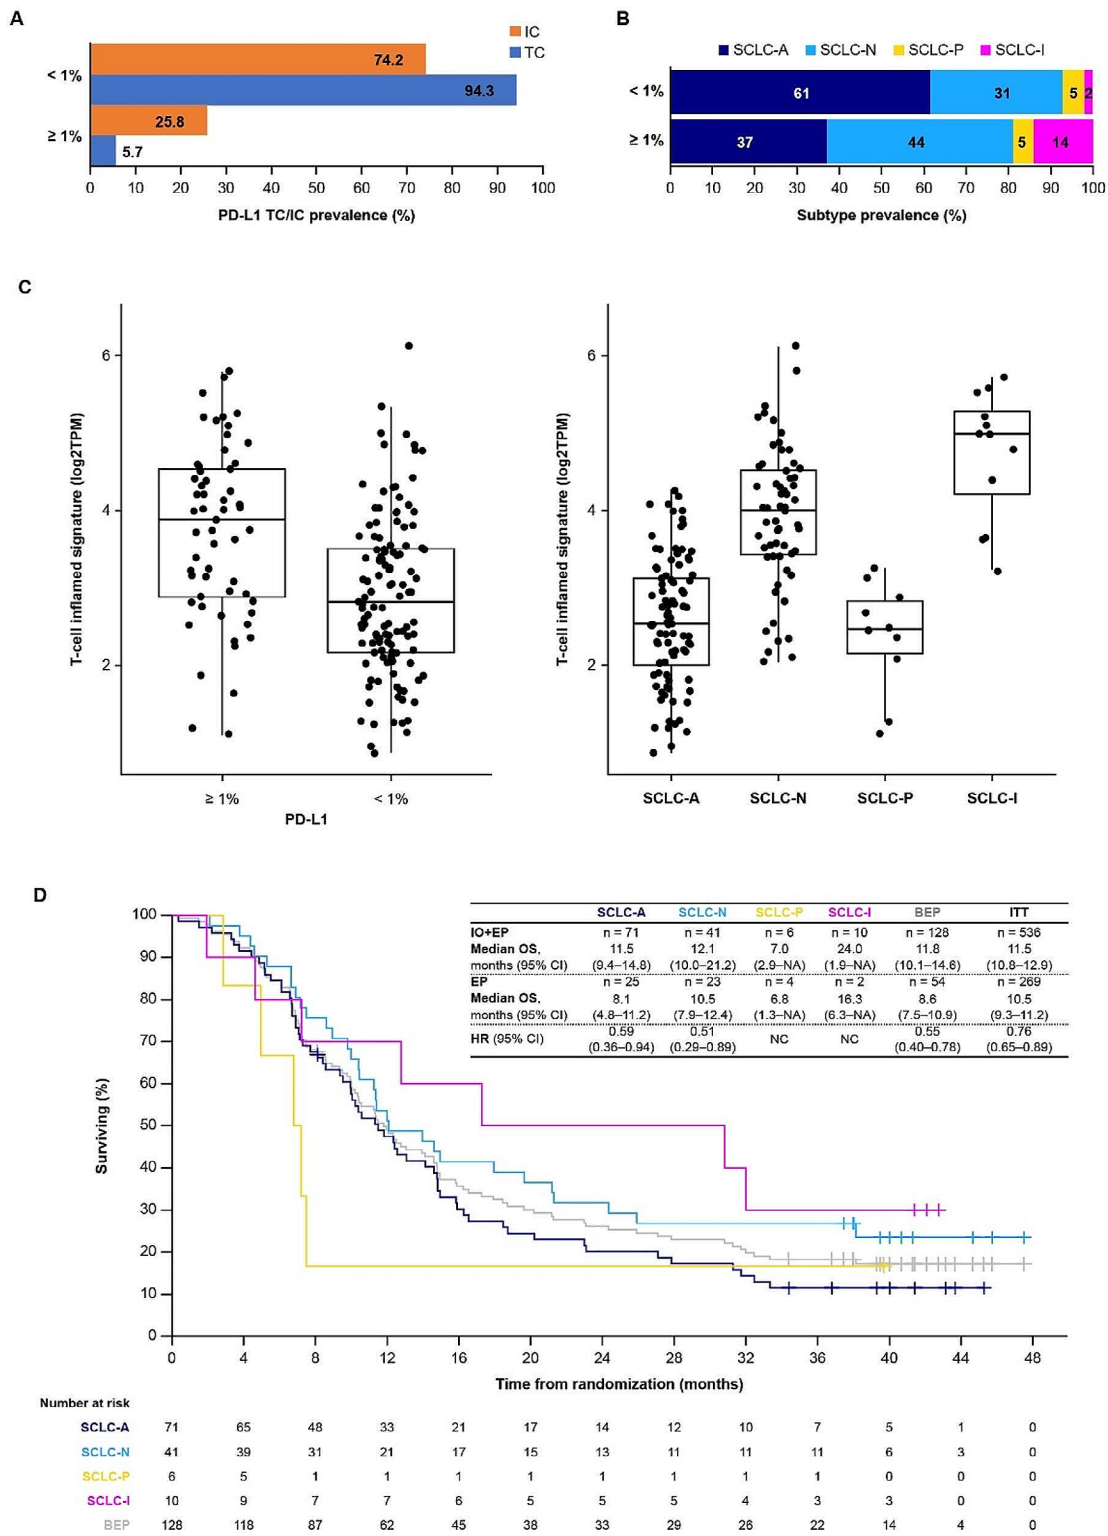 A
IC
TC
< 1%
74.2
94.3
≥ 1%
25.8
5.7
0 10 20 30 40 50 60 70 80 90 100
PD-L1 TC/IC prevalence (%)
B
SCLC-A SCLC-N SCLC-P SCLC-I
< 1% 61 31 5 2
≥ 1% 37 44 5 14
0 10 20 30 40 50 60 70 80 90 100
Subtype prevalence (%)
C
T-cell inflamed signature (log2TPM)
6
4
2
≥ 1% < 1%
PD-L1
T-cell inflamed signature (log2TPM)
6
4
2
SCLC-A SCLC-N SCLC-P SCLC-I
D
SCLC-A SCLC-N SCLC-P SCLC-I BEP ITT
IO+EP n = 71 n = 41 n = 6 n = 10 n = 128 n = 536
Median OS, 11.5 12.1 7.0 24.0 11.8 11.5
months (95% CI) (9.4–14.8) (10.0–21.2) (2.9–NA) (1.9–NA) (10.1–14.6) (10.8–12.9)
EP n = 25 n = 23 n = 4 n = 2 n = 54 n = 269
Median OS, 8.1 10.5 6.8 16.3 8.6 10.5
months (95% CI) (4.8–11.2) (7.9–12.4) (1.3–NA) (6.3–NA) (7.5–10.9) (9.3–11.2)
HR (95% CI) 0.59 0.51 NC NC 0.55 0.76
(0.36–0.94) (0.29–0.89) (0.40–0.78) (0.65–0.89)
Surviving (%)
100
90
80
70
60
50
40
30
20
10
0
0 4 8 12 16 20 24 28 32 36 40 44 48
Time from randomization (months)
Number at risk
SCLC-A 71 65 48 33 21 17 14 12 10 7 5 1 0
SCLC-N 41 39 31 21 17 15 13 11 11 11 6 3 0
SCLC-P 6 5 1 1 1 1 1 1 1 1 0 0 0
SCLC-I 10 9 7 7 6 5 5 5 4 3 3 0 0
BEP 128 118 87 62 45 38 33 29 26 22 14 4 0